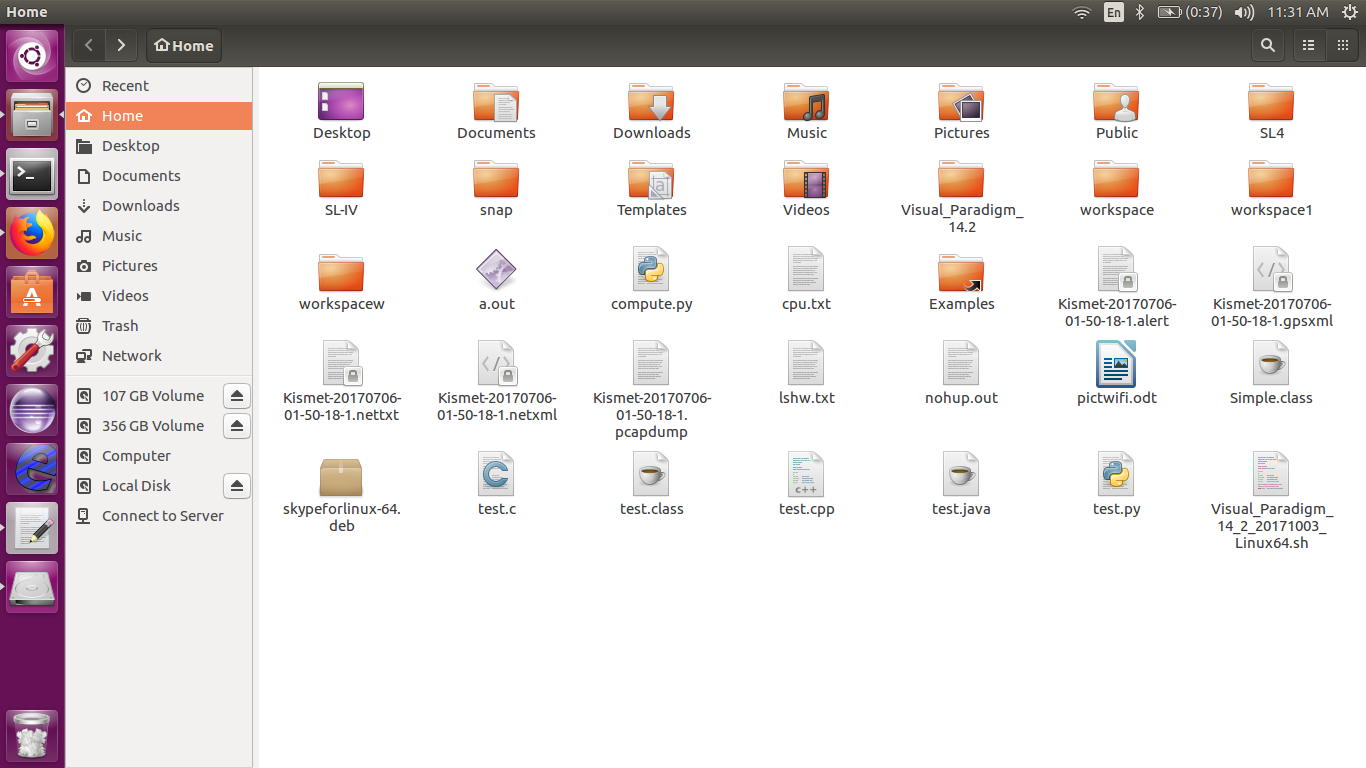 Home
En
(0:37)
11:31 AM
Home
Recent
Home
Desktop
Documents
Downloads
Music
Pictures
Videos
Trash
Network
107 GB Volume
356 GB Volume
Computer
Local Disk
Connect to Server
Desktop
Documents
Downloads
Music
Pictures
Public
SL4
SL-IV
snap
Templates
Videos
Visual_Paradigm_
14.2
workspace
workspace1
workspacew
a.out
compute.py
cpu.txt
Examples
Kismet-20170706-
01-50-18-1.alert
Kismet-20170706-
01-50-18-1.gpsxml
Kismet-20170706-
01-50-18-1.nettxt
Kismet-20170706-
01-50-18-1.netxml
Kismet-20170706-
01-50-18-1.
pcapdump
lshw.txt
nohup.out
pictwifi.odt
Simple.class
skypeforlinux-64.
deb
test.c
test.class
c++
test.cpp
test.java
test.py
Visual_Paradigm_
14_2_20171003_
Linux64.sh